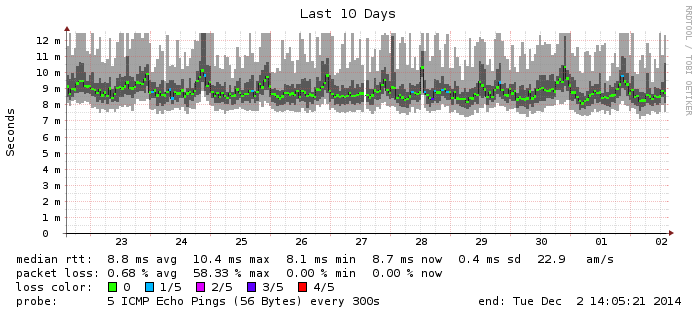 Last 10 Days
RRDTOOL / TOBI OETIKER
Seconds
12 m
11 m
10 m
9 m
8 m
7 m
6 m
5 m
4 m
3 m
2 m
1 m
0
23 24 25 26 27 28 29 30 01 02
median rtt: 8.8 ms avg 10.4 ms max 8.1 ms min 8.7 ms now 0.4 ms sd 22.9 am/s
packet loss: 0.68 % avg 58.33 % max 0.00 % min 0.00 % now
loss color: 0 1/5 2/5 3/5 4/5
probe: 5 ICMP Echo Pings (56 Bytes) every 300s end: Tue Dec 2 14:05:21 2014